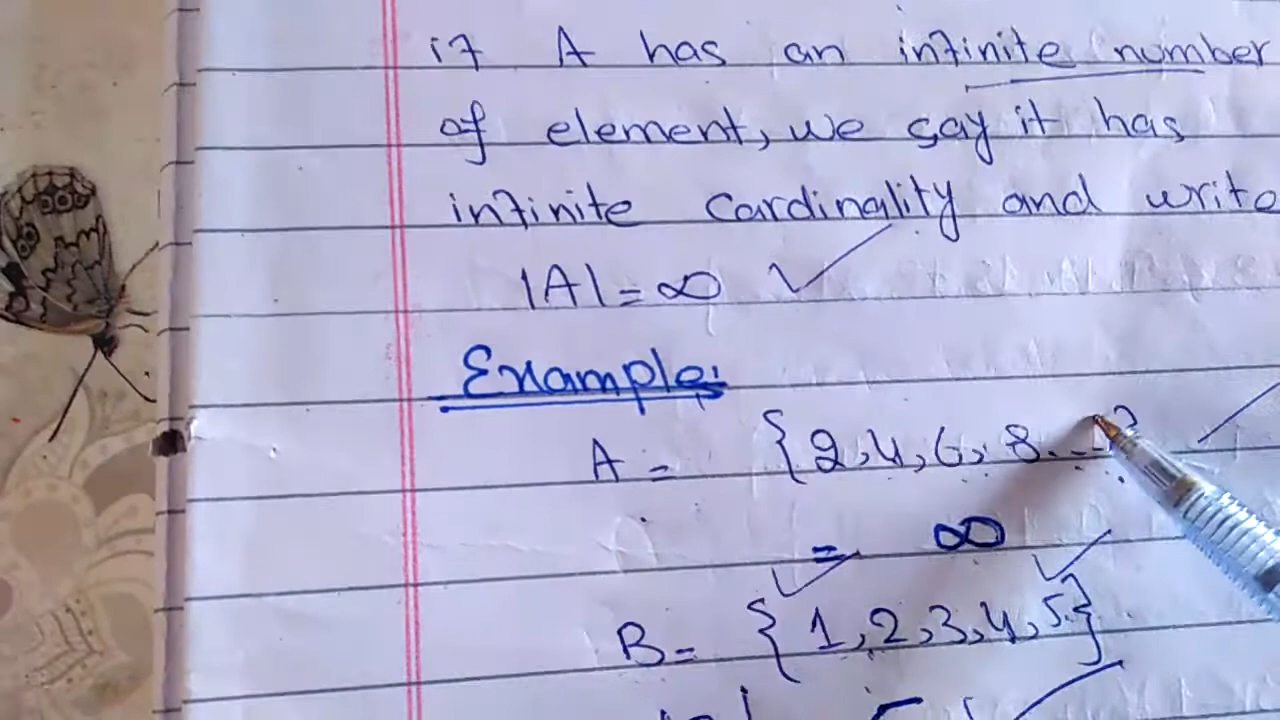 if A has an infinite number
of element, we say it has
infinite cardinality and write
|A| = ∞
Example:
A = {2,4,6,8...}
= ∞
B = {1,2,3,4,5.}